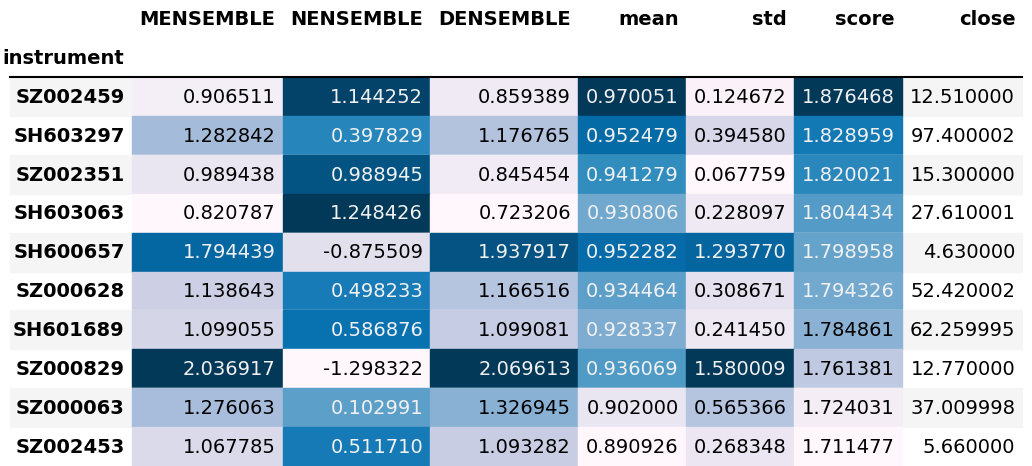 MENSEMBLE NENSEMBLE DENSEMBLE mean std score close
instrument
SZ002459 0.906511 1.144252 0.859389 0.970051 0.124672 1.876468 12.510000
SH603297 1.282842 0.397829 1.176765 0.952479 0.394580 1.828959 97.400002
SZ002351 0.989438 0.988945 0.845454 0.941279 0.067759 1.820021 15.300000
SH603063 0.820787 1.248426 0.723206 0.930806 0.228097 1.804434 27.610001
SH600657 1.794439 -0.875509 1.937917 0.952282 1.293770 1.798958 4.630000
SZ000628 1.138643 0.498233 1.166516 0.934464 0.308671 1.794326 52.420002
SH601689 1.099055 0.586876 1.099081 0.928337 0.241450 1.784861 62.259995
SZ000829 2.036917 -1.298322 2.069613 0.936069 1.580009 1.761381 12.770000
SZ000063 1.276063 0.102991 1.326945 0.902000 0.565366 1.724031 37.009998
SZ002453 1.067785 0.511710 1.093282 0.890926 0.268348 1.711477 5.660000